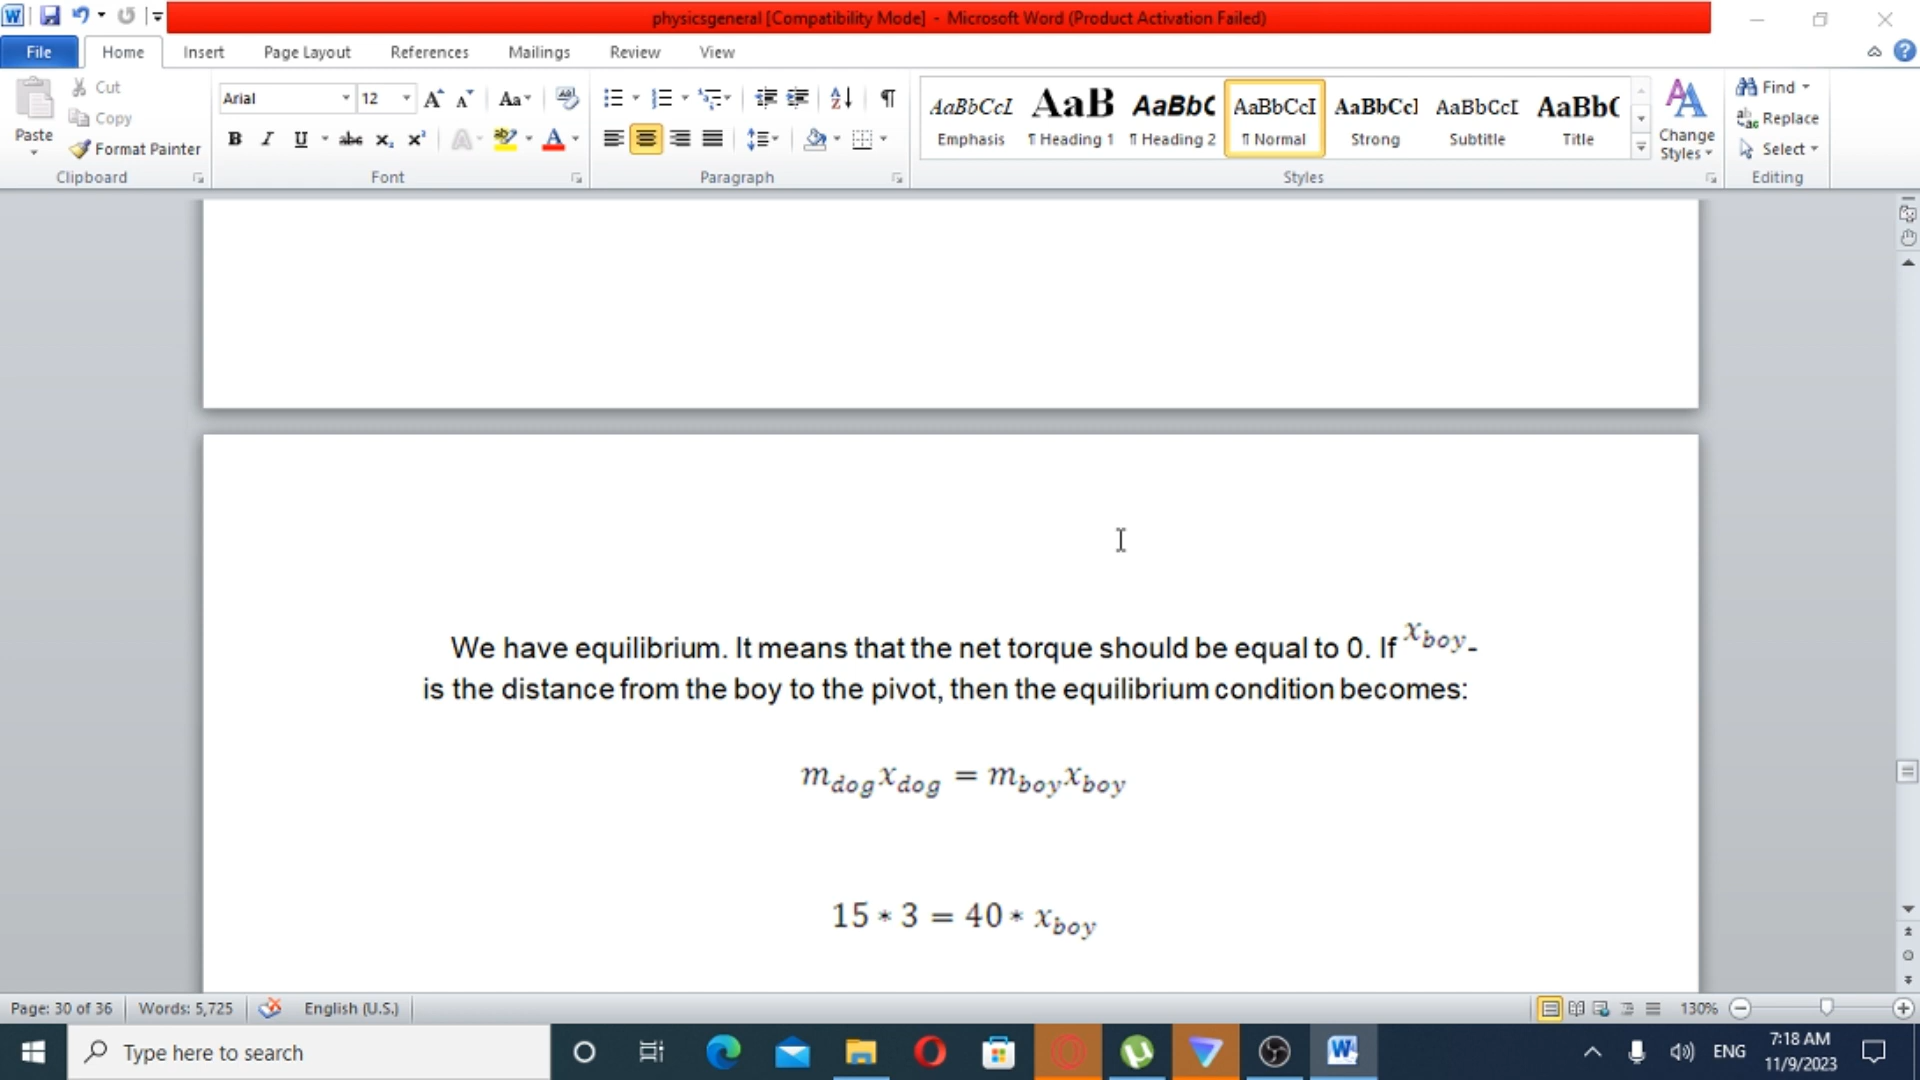 physicsgeneral [Compatibility Mode] - Microsoft Word (Product Activation Failed)
File Home Insert Page Layout References Mailings Review View
Paste
Cut
Copy
Format Painter
Clipboard
Arial 12
Font
Paragraph
AaBbCcI AaB AaBbC AaBbCcI AaBbCcI AaBbCcI AaBb(
Emphasis ¶ Heading 1 ¶ Heading 2 ¶ Normal Strong Subtitle Title
Styles
Change Styles
Find
Replace
Select
Editing
We have equilibrium. It means that the net torque should be equal to 0. If x_boy-
is the distance from the boy to the pivot, then the equilibrium condition becomes:
m_dog x_dog = m_boy x_boy
15 * 3 = 40 * x_boy
Page: 30 of 36 Words: 5,725 English (U.S.) 130%
Type here to search
ENG
7:18 AM
11/9/2023